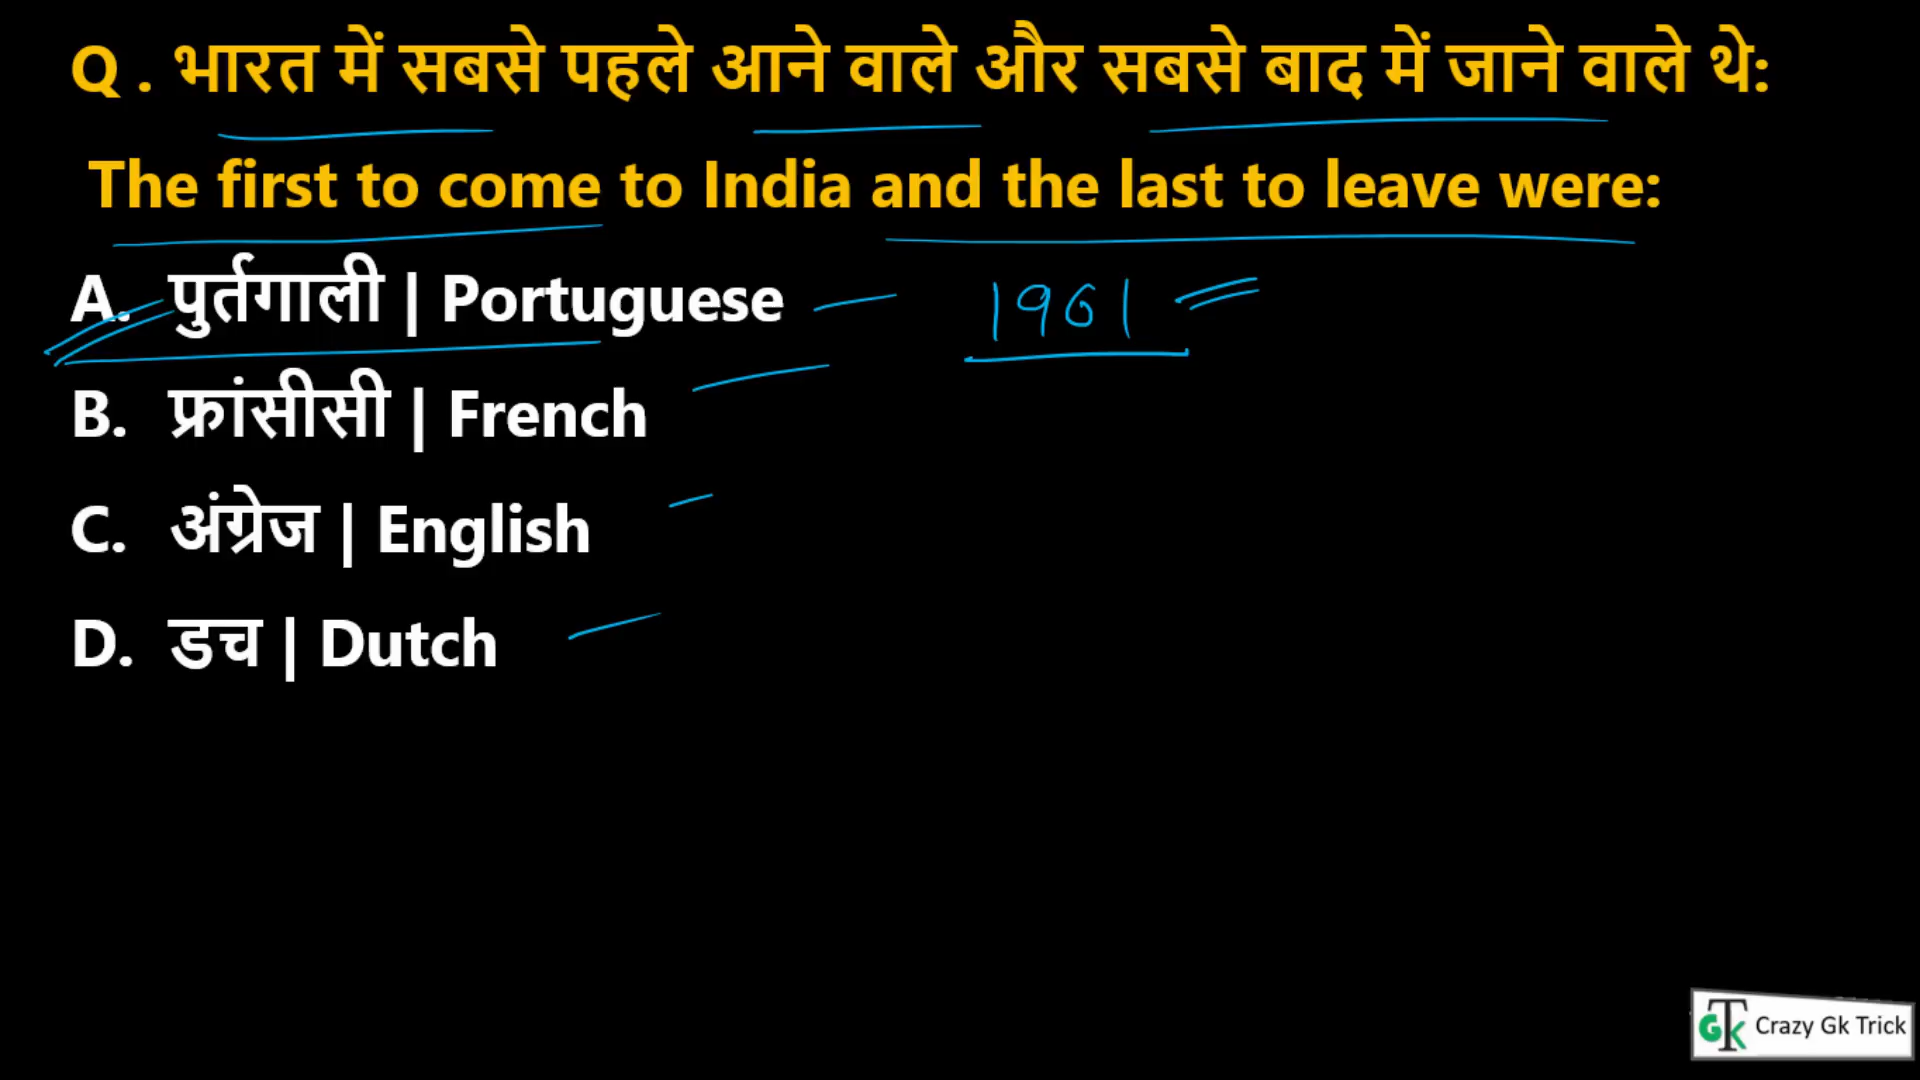 Q . भारत में सबसे पहले आने वाले और सबसे बाद में जाने वाले थे:
The first to come to India and the last to leave were:
A. पुर्तगाली | Portuguese 1961
B. फ्रांसीसी | French
C. अंग्रेज | English
D. डच | Dutch
GTK Crazy Gk Trick